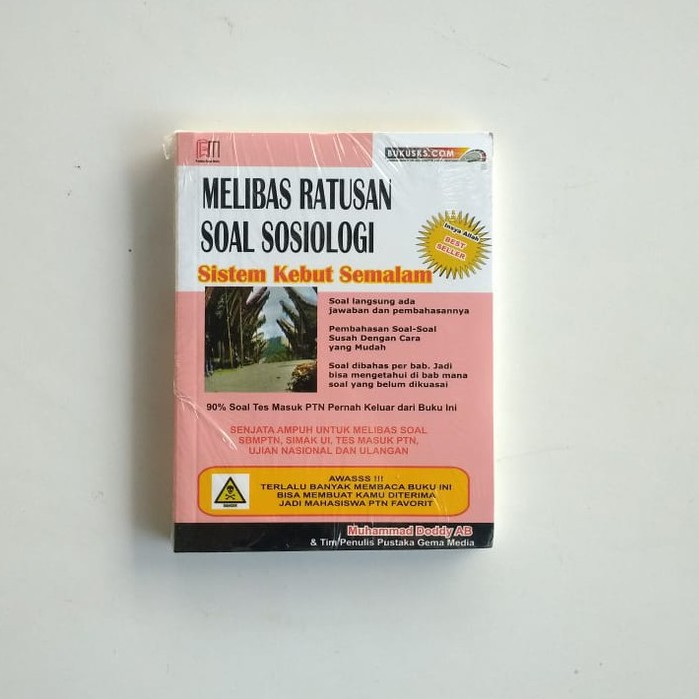 BUKUSKS.COM
MELIBAS RATUSAN
SOAL SOSIOLOGI
Insya Allah
BEST
SELLER
Sistem Kebut Semalam
Soal langsung ada
jawaban dan pembahasannya
Pembahasan Soal-Soal
Susah Dengan Cara
yang Mudah
Soal dibahas per bab. Jadi
bisa mengetahui di bab mana
soal yang belum dikuasai
90% Soal Tes Masuk PTN Pernah Keluar dari Buku Ini
SENJATA AMPUH UNTUK MELIBAS SOAL
SBMPTN, SIMAK UI, TES MASUK PTN,
UJIAN NASIONAL DAN ULANGAN
AWASSS !!!
TERLALU BANYAK MEMBACA BUKU INI
BISA MEMBUAT KAMU DITERIMA
JADI MAHASISWA PTN FAVORIT
DANGER
Muhammad Doddy AB
& Tim Penulis Pustaka Gema Media